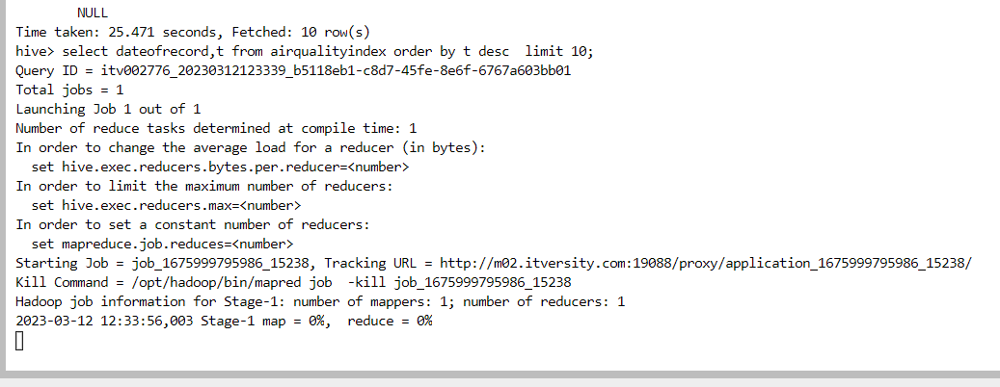 NULL
Time taken: 25.471 seconds, Fetched: 10 row(s)
hive> select dateofrecord,t from airqualityindex order by t desc  limit 10;
Query ID = itv002776_20230312123339_b5118eb1-c8d7-45fe-8e6f-6767a603bb01
Total jobs = 1
Launching Job 1 out of 1
Number of reduce tasks determined at compile time: 1
In order to change the average load for a reducer (in bytes):
  set hive.exec.reducers.bytes.per.reducer=<number>
In order to limit the maximum number of reducers:
  set hive.exec.reducers.max=<number>
In order to set a constant number of reducers:
  set mapreduce.job.reduces=<number>
Starting Job = job_1675999795986_15238, Tracking URL = http://m02.itversity.com:19088/proxy/application_1675999795986_15238/
Kill Command = /opt/hadoop/bin/mapred job  -kill job_1675999795986_15238
Hadoop job information for Stage-1: number of mappers: 1; number of reducers: 1
2023-03-12 12:33:56,003 Stage-1 map = 0%,  reduce = 0%